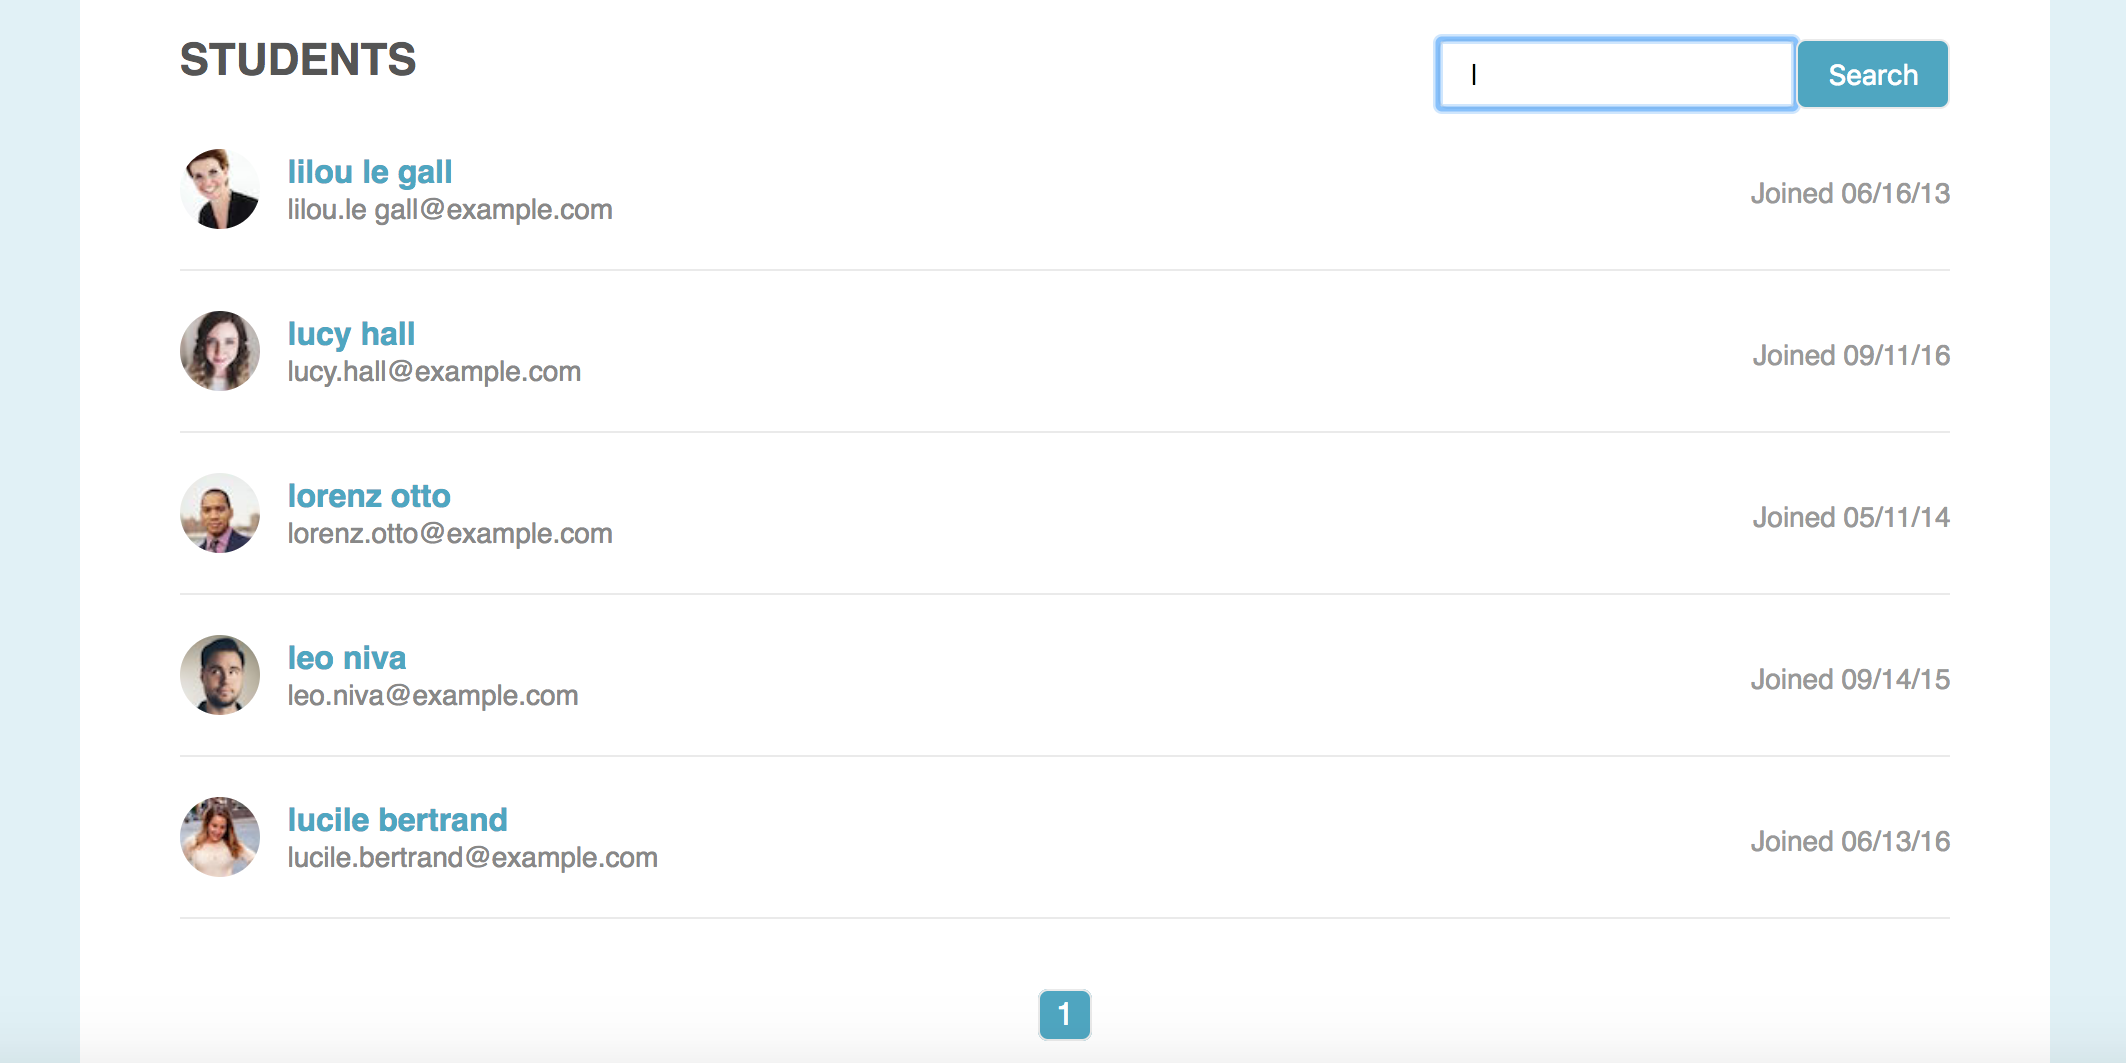 STUDENTS
l
Search
lilou le gall
lilou.le gall@example.com
Joined 06/16/13
lucy hall
lucy.hall@example.com
Joined 09/11/16
lorenz otto
lorenz.otto@example.com
Joined 05/11/14
leo niva
leo.niva@example.com
Joined 09/14/15
lucile bertrand
lucile.bertrand@example.com
Joined 06/13/16
1